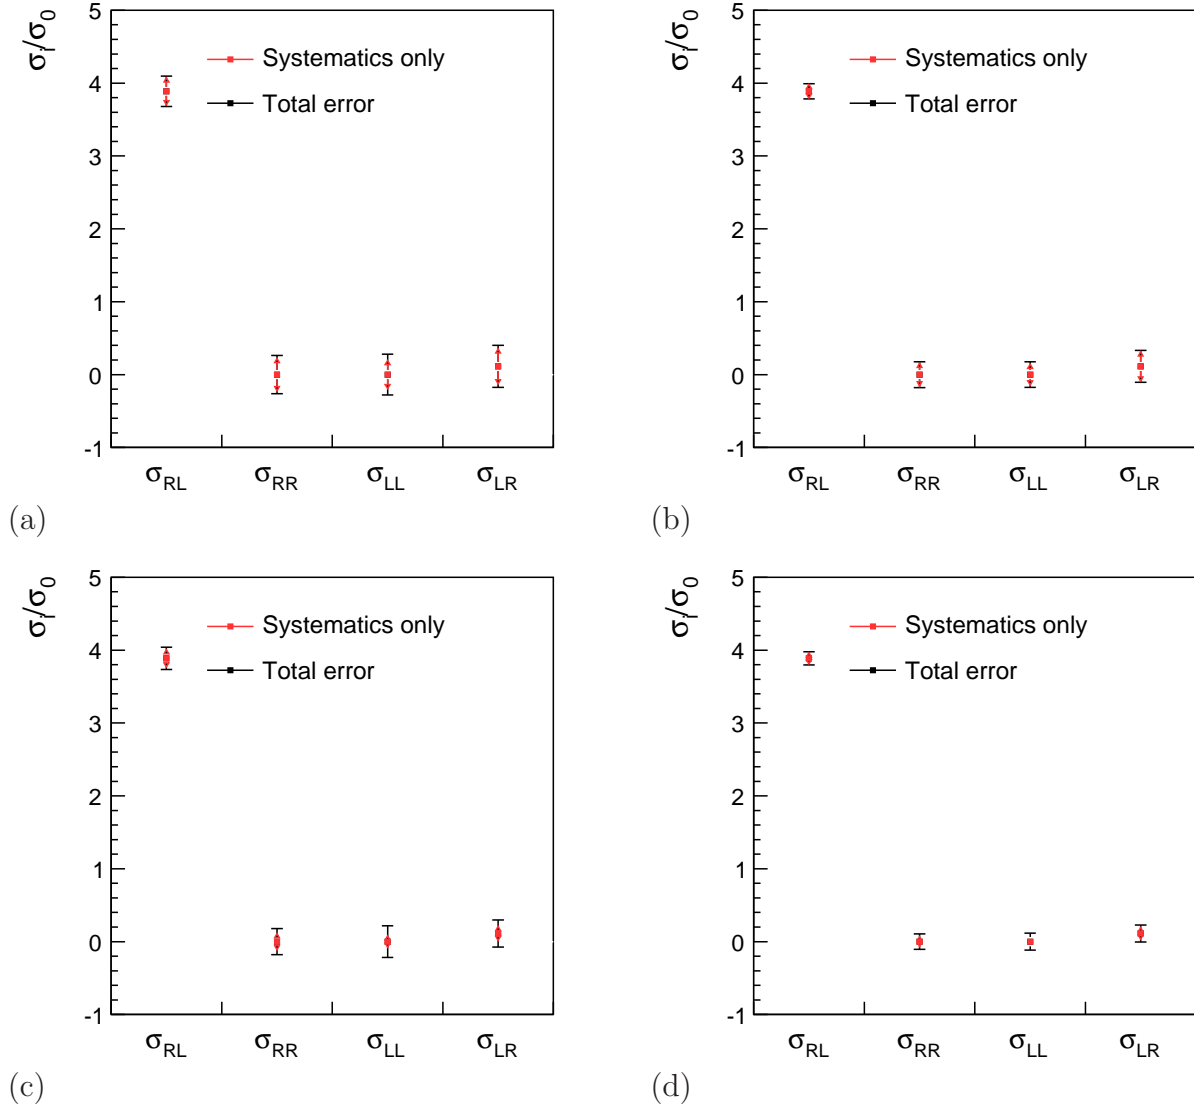 σi/σ0
5
4
3
2
1
0
-1
Systematics only
Total error
σRL
σRR
σLL
σLR
(a)
σi/σ0
5
4
3
2
1
0
-1
Systematics only
Total error
σRL
σRR
σLL
σLR
(b)
σi/σ0
5
4
3
2
1
0
-1
Systematics only
Total error
σRL
σRR
σLL
σLR
(c)
σi/σ0
5
4
3
2
1
0
-1
Systematics only
Total error
σRL
σRR
σLL
σLR
(d)